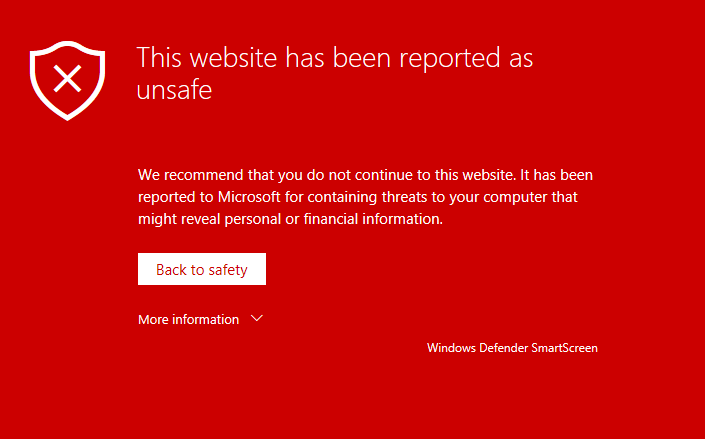 This website has been reported as
unsafe
We recommend that you do not continue to this website. It has been
reported to Microsoft for containing threats to your computer that
might reveal personal or financial information.
Back to safety
More information
Windows Defender SmartScreen